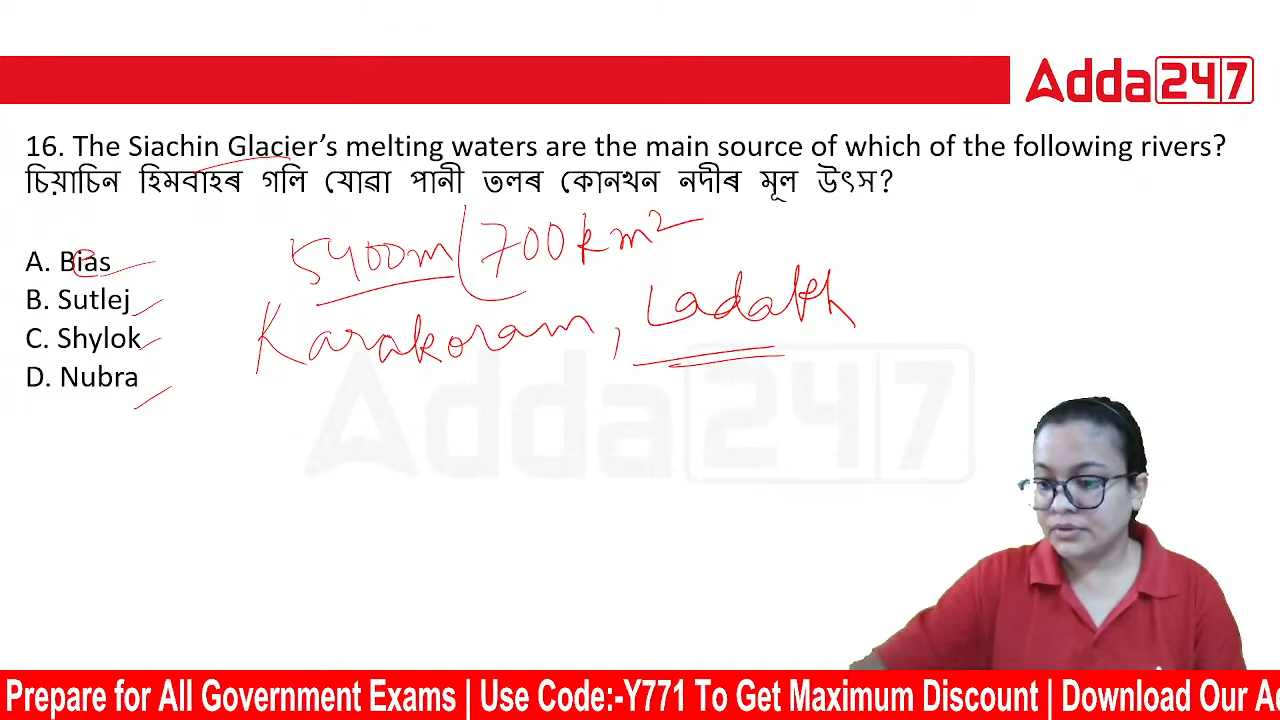 Adda247
16. The Siachin Glacier's melting waters are the main source of which of the following rivers?
চিয়াচিন হিমবাহৰ গলি যোৱা পানী তলৰ কোনখন নদীৰ মূল উৎস?
5400m 700km²
A. Bias
B. Sutlej
Karakoram, Ladakh
C. Shylok
D. Nubra
Adda247
Prepare for All Government Exams | Use Code:-Y771 To Get Maximum Discount | Download Our Ad